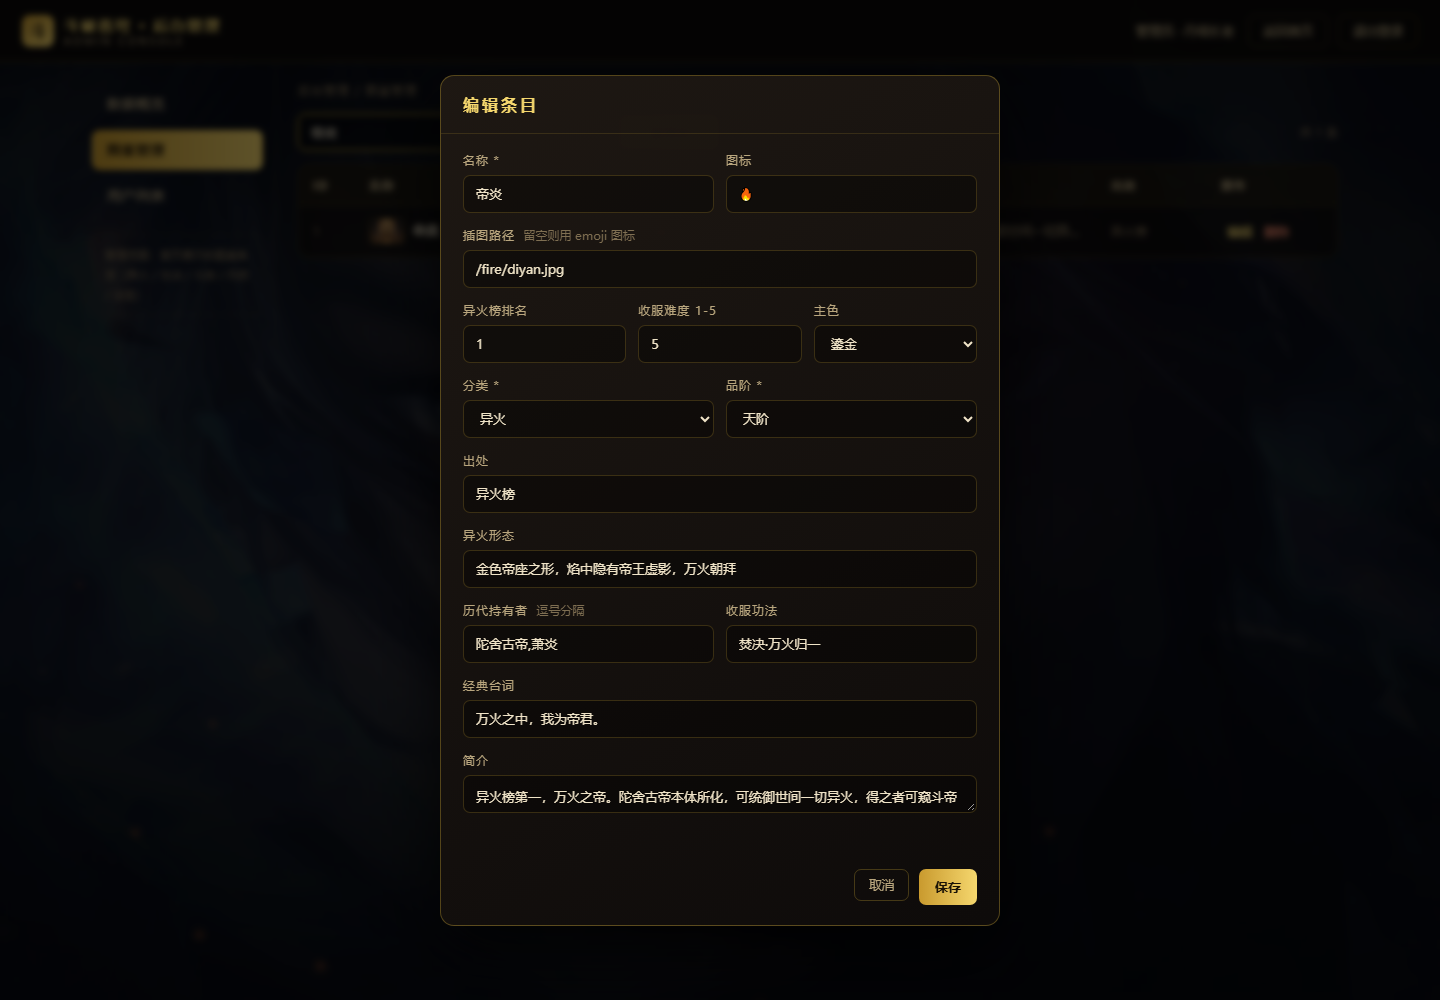 编辑条目
名称 *
图标
帝炎
🔥
插图路径 留空则用 emoji 图标
/fire/diyan.jpg
异火榜排名
收服难度 1-5
主色
1
5
鎏金
分类 *
品阶 *
异火
天阶
出处
异火榜
异火形态
金色帝座之形，焰中隐有帝王虚影，万火朝拜
历代持有者 逗号分隔
收服功法
陀舍古帝,萧炎
焚决·万火归一
经典台词
万火之中，我为帝君。
简介
异火榜第一，万火之帝。陀舍古帝本体所化，可统御世间一切异火，得之者可窥斗帝
取消
保存